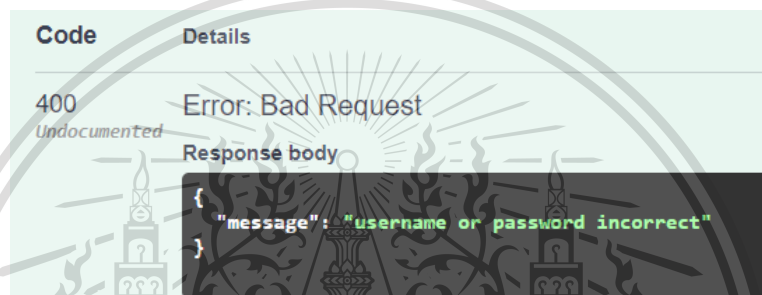 Code Details
400 Error: Bad Request
Undocumented
Response body
{
"message": "username or password incorrect"
}